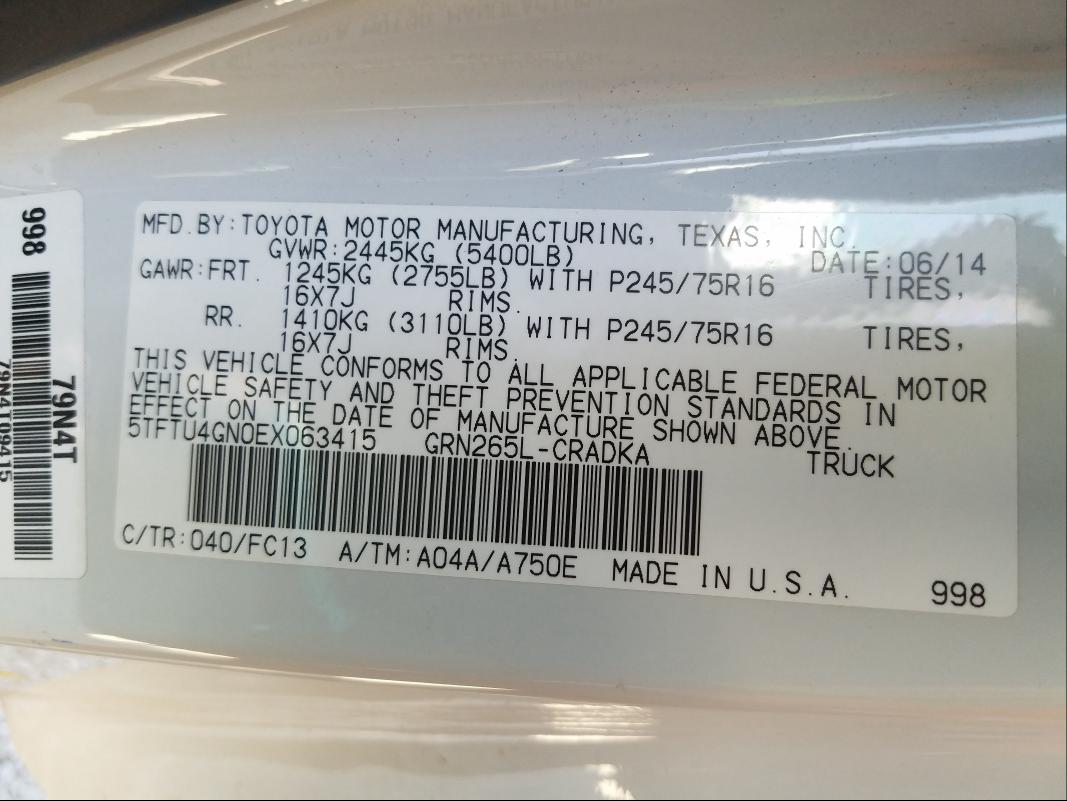 MFD. BY: TOYOTA MOTOR MANUFACTURING, TEXAS, INC.
GVWR: 2445KG (5400LB) DATE: 06/14
GAWR: FRT. 1245KG (2755LB) WITH P245/75R16 TIRES,
16X7J RIMS.
RR. 1410KG (3110LB) WITH P245/75R16 TIRES,
16X7J RIMS.
THIS VEHICLE CONFORMS TO ALL APPLICABLE FEDERAL MOTOR
VEHICLE SAFETY AND THEFT PREVENTION STANDARDS IN
EFFECT ON THE DATE OF MANUFACTURE SHOWN ABOVE.
5TFTU4GN0EX063415 GRN265L-CRADKA TRUCK
C/TR: 040/FC13 A/TM: A04A/A750E MADE IN U.S.A. 998
998
79N4T
79N4109415